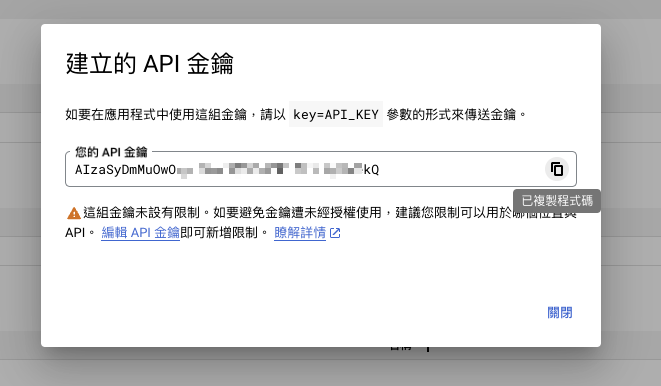 建立的 API 金鑰
如要在應用程式中使用這組金鑰，請以 key=API_KEY 參數的形式來傳送金鑰。
您的 API 金鑰
AIzaSyDmMuOwO kQ
已複製程式碼
這組金鑰未設有限制。如要避免金鑰遭未經授權使用，建議您限制可以用於哪個位置與
API。 編輯 API 金鑰即可新增限制。 瞭解詳情
關閉